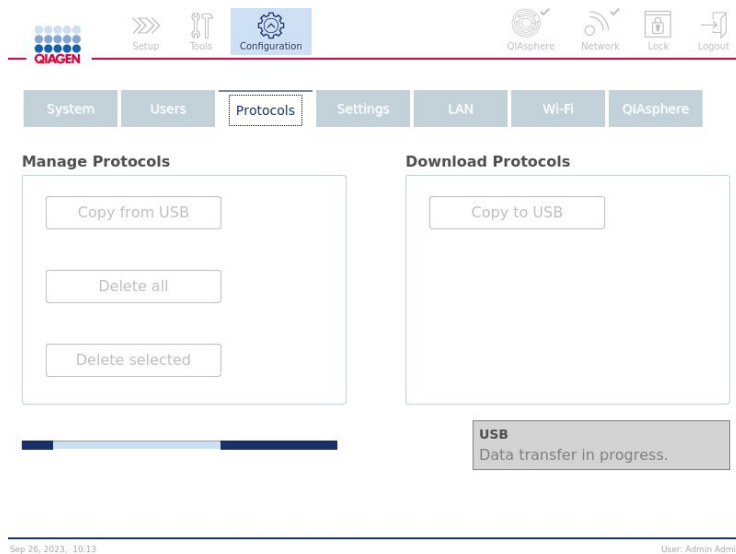 QIAGEN
Setup
Tools
Configuration
QIAsphere
Network
Lock
Logout
System
Users
Protocols
Settings
LAN
Wi-Fi
QIAsphere
Manage Protocols
Download Protocols
Copy from USB
Copy to USB
Delete all
Delete selected
USB
Data transfer in progress.
Sep 26, 2023, 10:13
User: Admin Admi